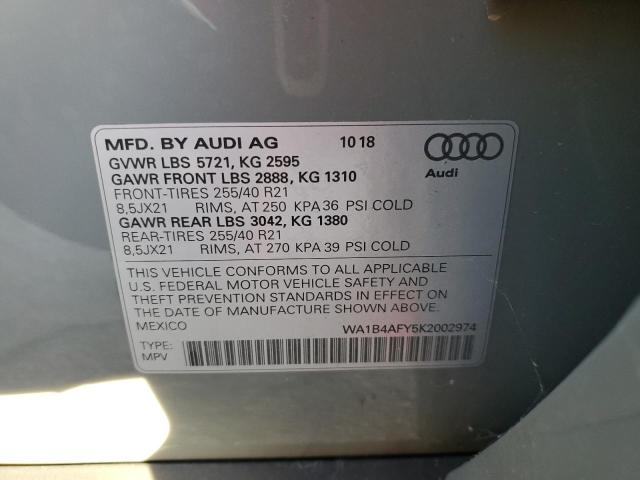 MFD. BY AUDI AG 10 18
GVWR LBS 5721, KG 2595
GAWR FRONT LBS 2888, KG 1310
FRONT-TIRES 255/40 R21
8,5JX21 RIMS, AT 250 KPA 36 PSI COLD
GAWR REAR LBS 3042, KG 1380
REAR-TIRES 255/40 R21
8,5JX21 RIMS, AT 270 KPA 39 PSI COLD
Audi
THIS VEHICLE CONFORMS TO ALL APPLICABLE
U.S. FEDERAL MOTOR VEHICLE SAFETY AND
THEFT PREVENTION STANDARDS IN EFFECT ON
THE DATE OF MANUFACTURE SHOWN ABOVE.
MEXICO WA1B4AFY5K2002974
TYPE:
MPV